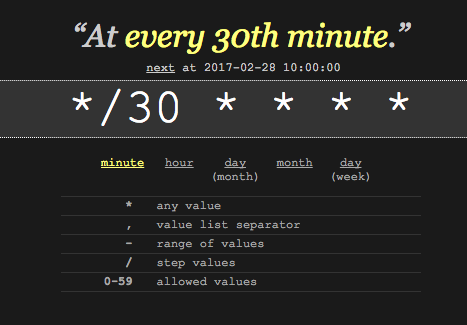 “At every 30th minute.”
next at 2017-02-28 10:00:00
*/30 * * * *
minute hour day month day
(month) (week)
* any value
, value list separator
- range of values
/ step values
0-59 allowed values